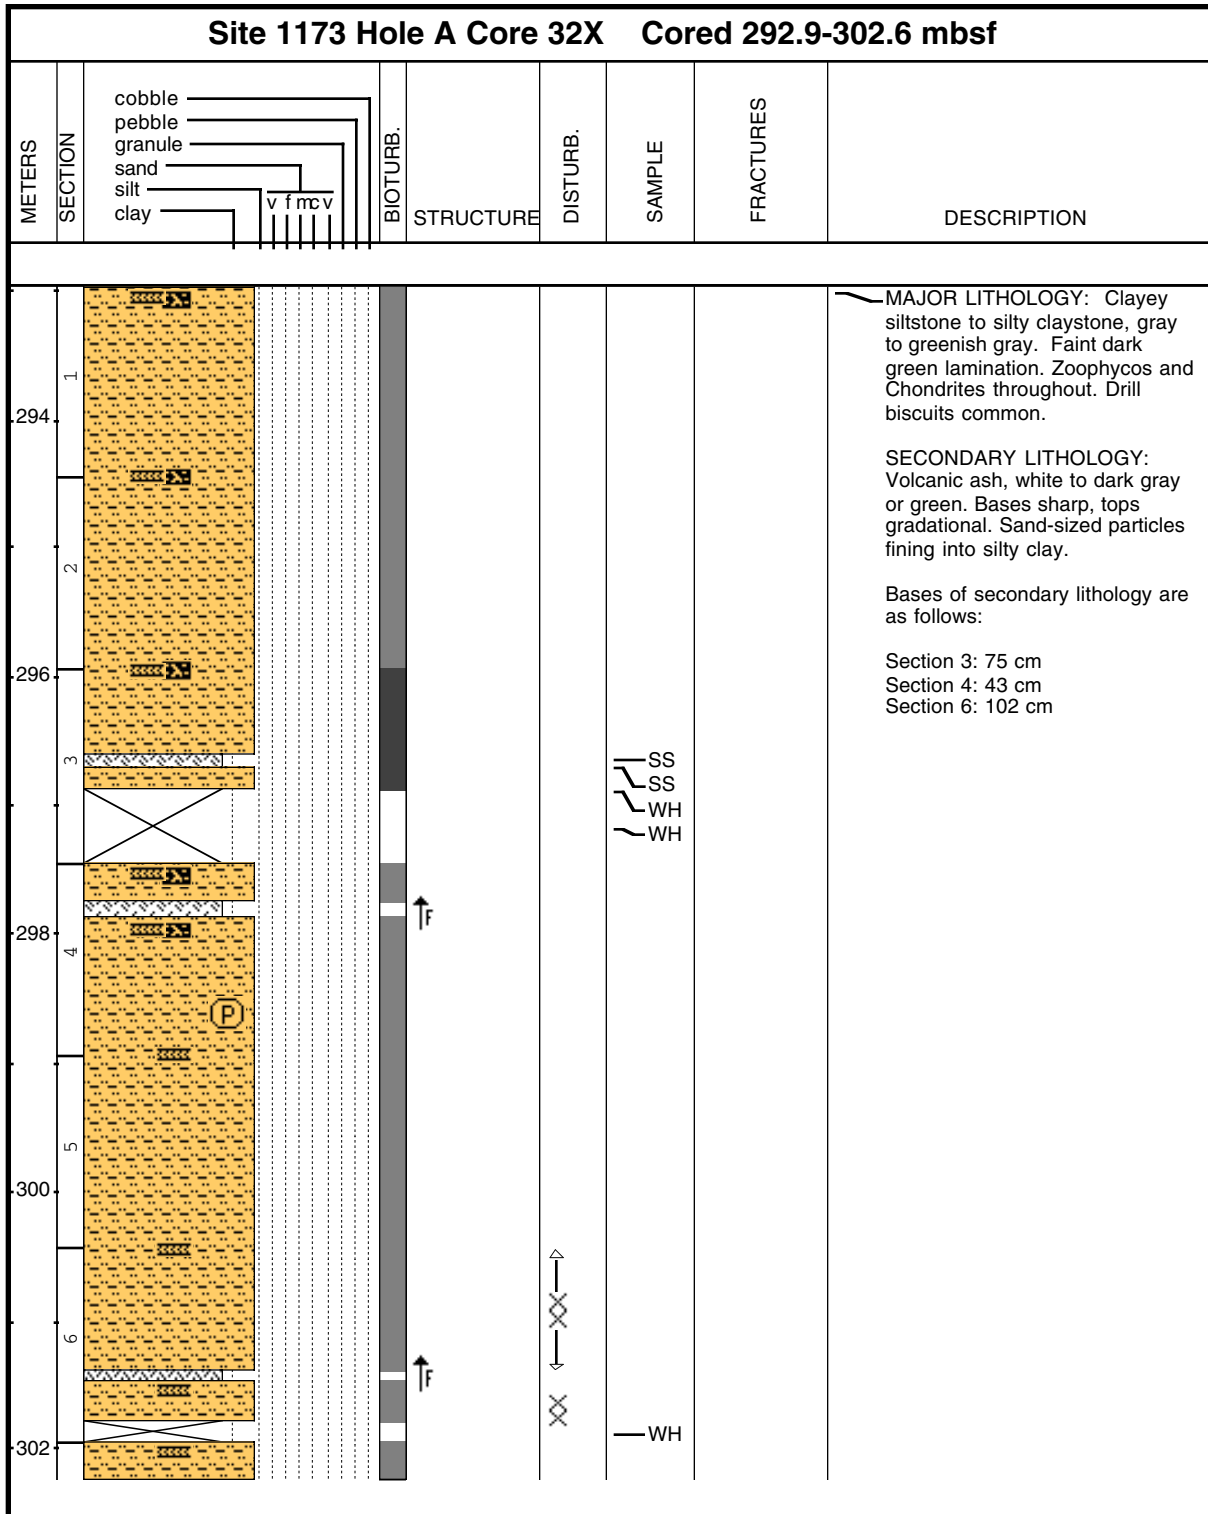 Site 1173 Hole A Core 32X Cored 292.9-302.6 mbsf
METERS
SECTION
cobble
pebble
granule
sand
silt
clay
v f m c v
BIOTURB.
STRUCTURE
DISTURB.
SAMPLE
FRACTURES
DESCRIPTION
MAJOR LITHOLOGY: Clayey
siltstone to silty claystone, gray
to greenish gray. Faint dark
green lamination. Zoophycos and
Chondrites throughout. Drill
biscuits common.
SECONDARY LITHOLOGY:
Volcanic ash, white to dark gray
or green. Bases sharp, tops
gradational. Sand-sized particles
fining into silty clay.
Bases of secondary lithology are
as follows:
Section 3: 75 cm
Section 4: 43 cm
Section 6: 102 cm
1
294
2
296
3
SS
SS
WH
WH
F
298
4
P
5
300
6
F
WH
302